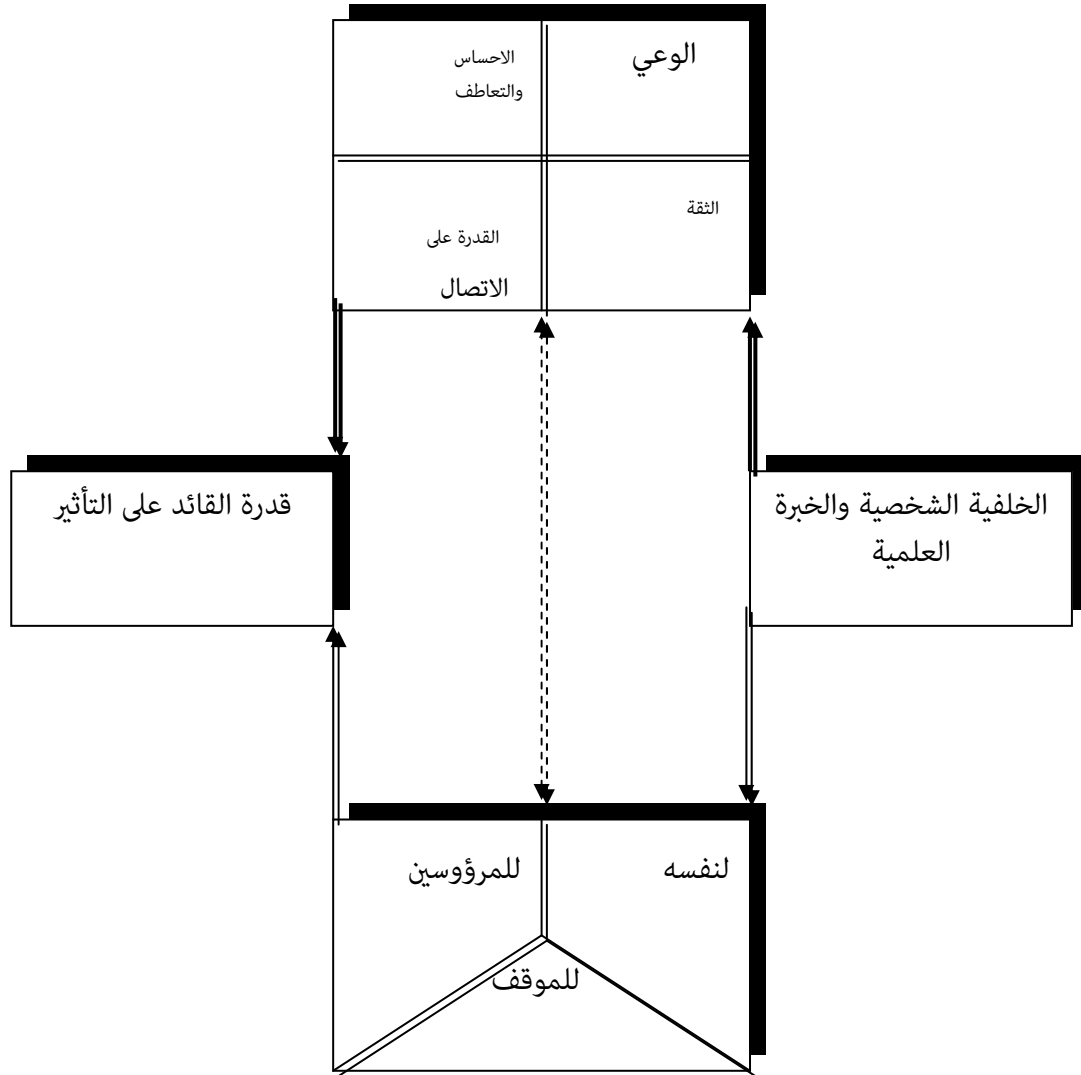 الوعي
الاحساس
والتعاطف
الثقة
القدرة على
الاتصال
الخلفية الشخصية والخبرة
العلمية
قدرة القائد على التأثير
لنفسه
للمرؤوسين
للموقف